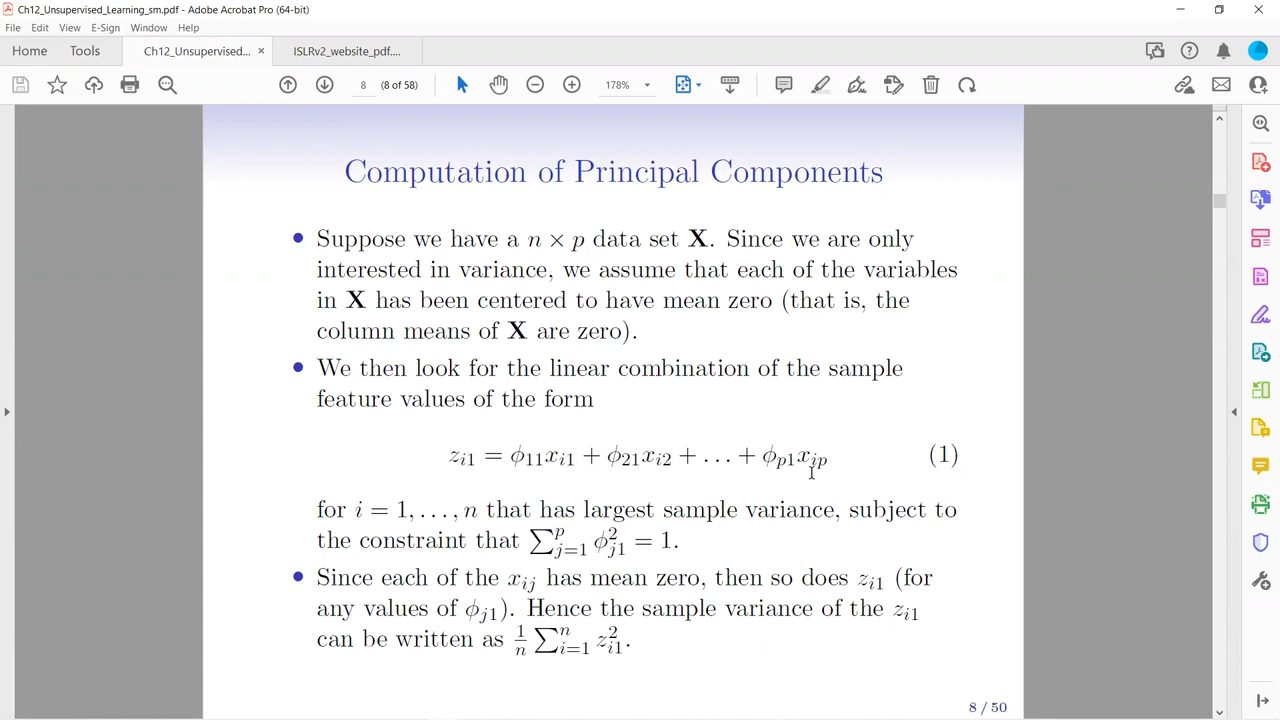 Ch12_Unsupervised_Learning_sm.pdf - Adobe Acrobat Pro (64-bit)
File Edit View E-Sign Window Help
Home Tools Ch12_Unsupervised... × ISLRv2_website_pdf....
8 (8 of 58) 178%
Computation of Principal Components
• Suppose we have a n × p data set X. Since we are only
interested in variance, we assume that each of the variables
in X has been centered to have mean zero (that is, the
column means of X are zero).
• We then look for the linear combination of the sample
feature values of the form
z_{i1} = ϕ_{11}x_{i1} + ϕ_{21}x_{i2} + … + ϕ_{p1}x_{ip} (1)
for i = 1, …, n that has largest sample variance, subject to
the constraint that ∑_{j=1}^{p} ϕ_{j1}^{2} = 1.
• Since each of the x_{ij} has mean zero, then so does z_{i1} (for
any values of ϕ_{j1}). Hence the sample variance of the z_{i1}
can be written as \frac{1}{n} ∑_{i=1}^{n} z_{i1}^{2}.
8 / 50